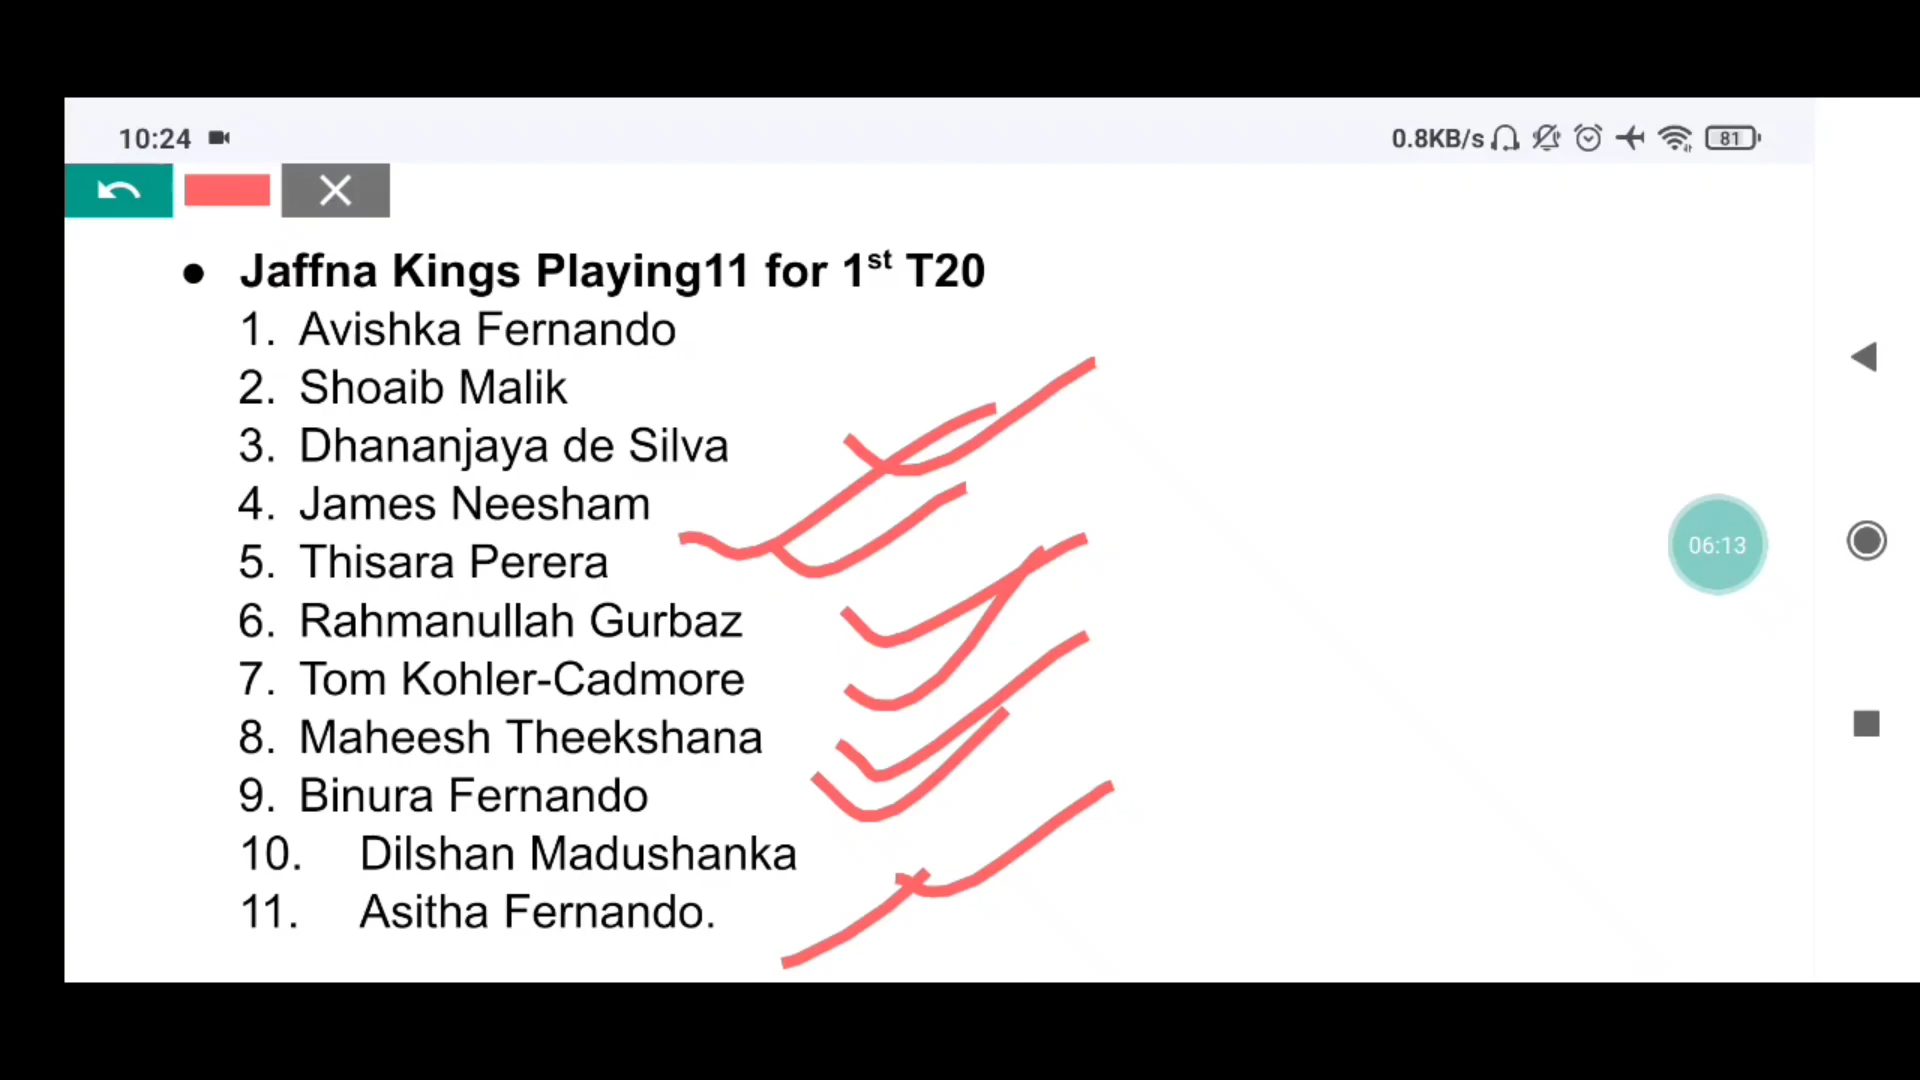 10:24
0.8KB/s
81
● Jaffna Kings Playing11 for 1st T20
1. Avishka Fernando
2. Shoaib Malik
3. Dhananjaya de Silva
4. James Neesham
5. Thisara Perera
6. Rahmanullah Gurbaz
7. Tom Kohler-Cadmore
8. Maheesh Theekshana
9. Binura Fernando
10. Dilshan Madushanka
11. Asitha Fernando.
06:13